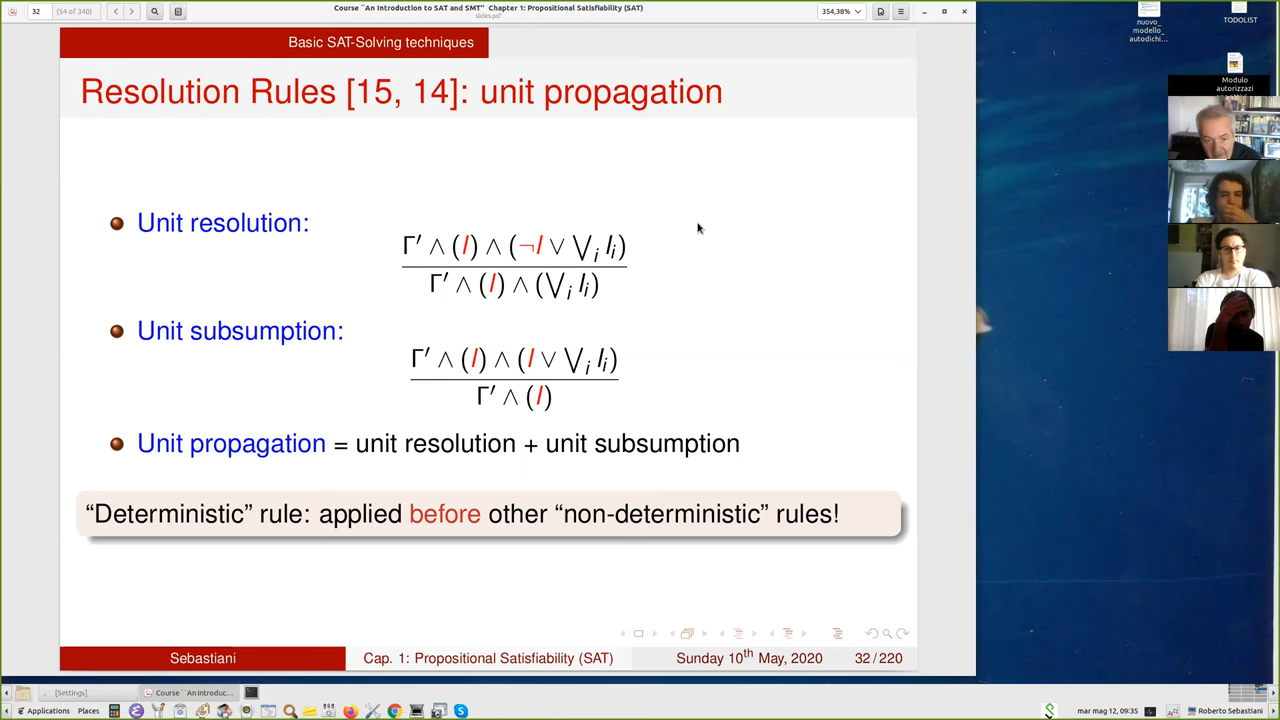 32
(54 of 340)
Course ``An Introduction to SAT and SMT'' Chapter 1: Propositional Satisfiability (SAT)
slides.pdf
354,38%
Basic SAT-Solving techniques
Resolution Rules [15, 14]: unit propagation
Unit resolution:
Γ′ ∧ (l) ∧ (¬l ∨ ⋁i li)
Γ′ ∧ (l) ∧ (⋁i li)
Unit subsumption:
Γ′ ∧ (l) ∧ (l ∨ ⋁i li)
Γ′ ∧ (l)
Unit propagation = unit resolution + unit subsumption
“Deterministic” rule: applied before other “non-deterministic” rules!
Sebastiani
Cap. 1: Propositional Satisfiability (SAT)
Sunday 10th May, 2020
32 / 220
nuovo_
modello_
autodichi...
TODOLIST
Modulo
autorizzazi
[Settings]
Course ``An Introduc...
Applications
Places
mar mag 12, 09:35
Roberto Sebastiani